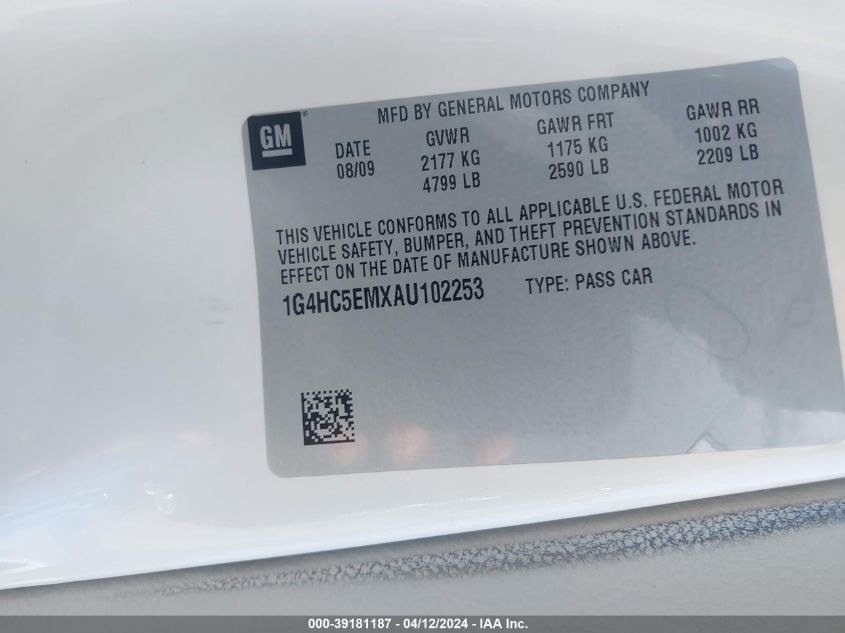 MFD BY GENERAL MOTORS COMPANY
GM
DATE GVWR GAWR FRT GAWR RR
08/09 2177 KG 1175 KG 1002 KG
4799 LB 2590 LB 2209 LB
THIS VEHICLE CONFORMS TO ALL APPLICABLE U.S. FEDERAL MOTOR
VEHICLE SAFETY, BUMPER, AND THEFT PREVENTION STANDARDS IN
EFFECT ON THE DATE OF MANUFACTURE SHOWN ABOVE.
1G4HC5EMXAU102253 TYPE: PASS CAR
000-39181187 - 04/12/2024 - IAAI Inc.